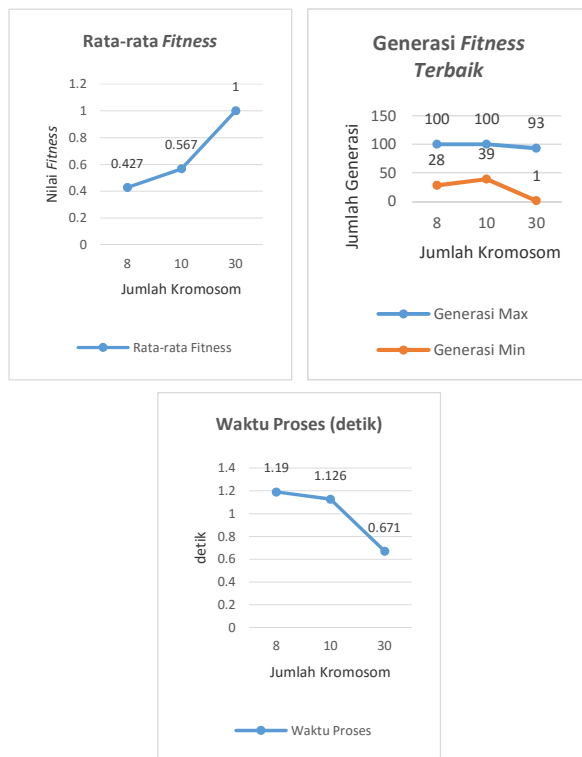 Rata-rata Fitness
1.2
1
0.8
0.6
0.4
0.2
0
Nilai Fitness
0.427
0.567
1
8 10 30
Jumlah Kromosom
Rata-rata Fitness
Generasi Fitness
Terbaik
150
100
50
0
Jumlah Generasi
100 100 93
28 39 1
8 10 30
Jumlah Kromosom
Generasi Max
Generasi Min
Waktu Proses (detik)
1.4
1.2
1
0.8
0.6
0.4
0.2
0
detik
1.19
1.126
0.671
8 10 30
Jumlah Kromosom
Waktu Proses